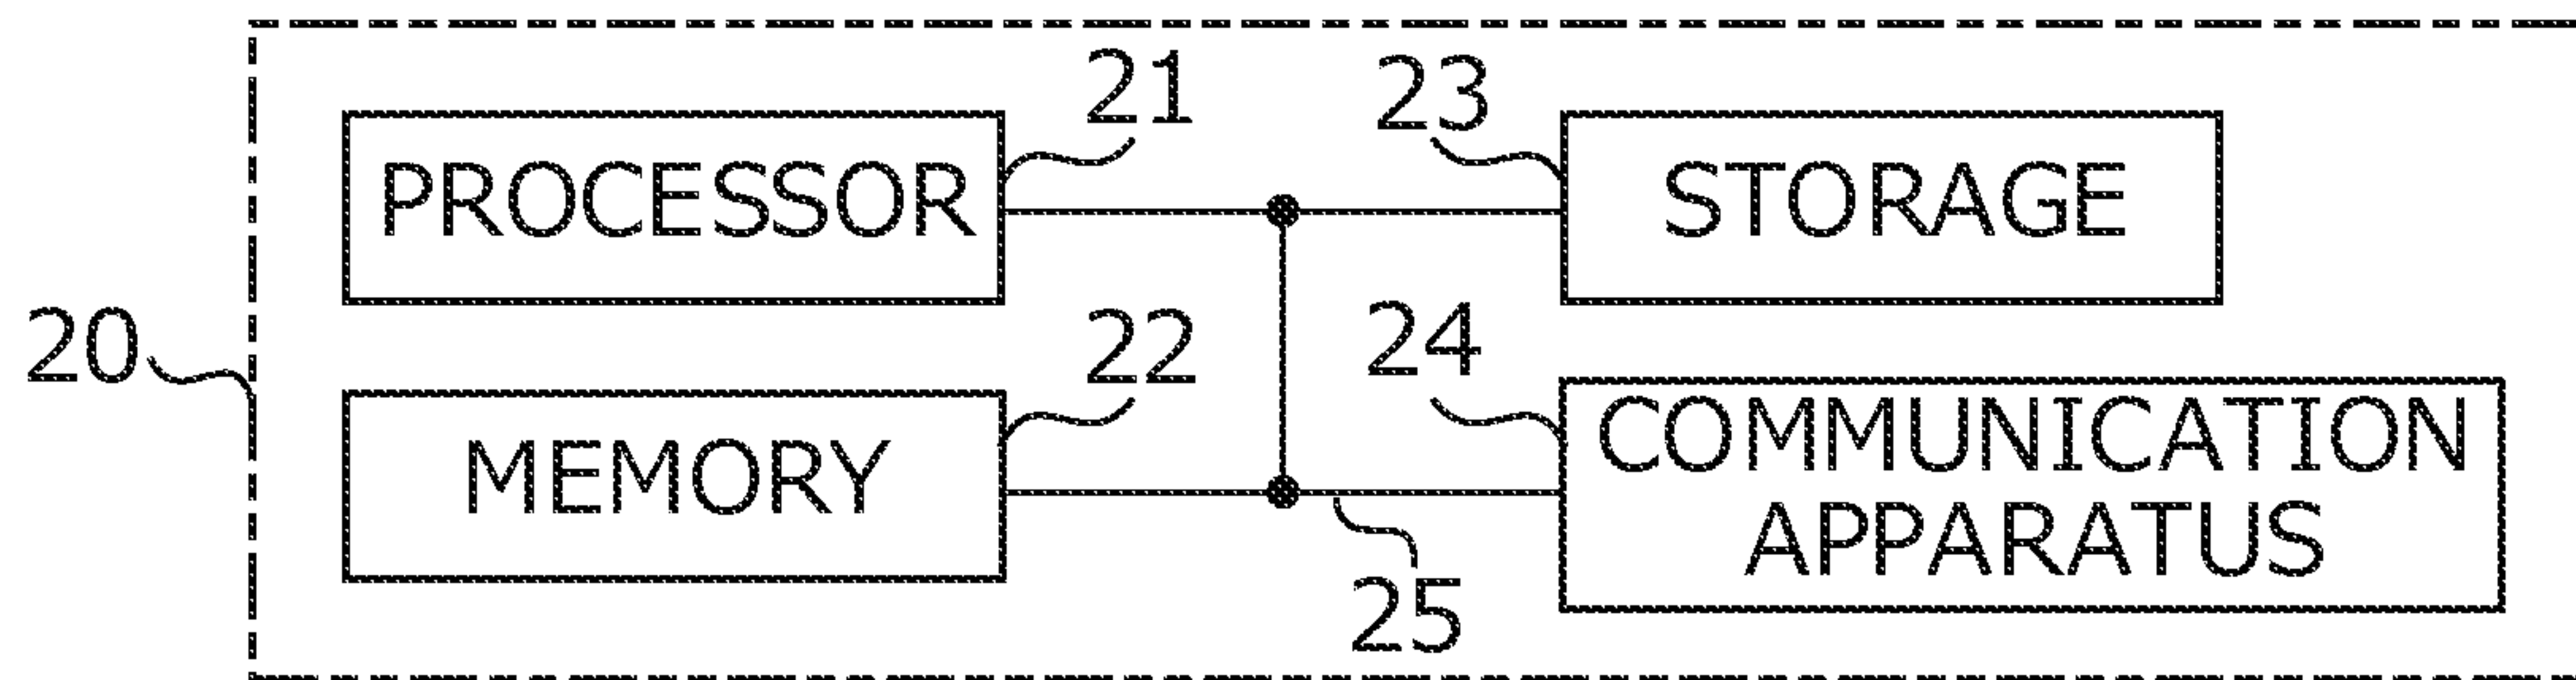 21
23
PROCESSOR
STORAGE
20
22
24
MEMORY
COMMUNICATION
APPARATUS
25